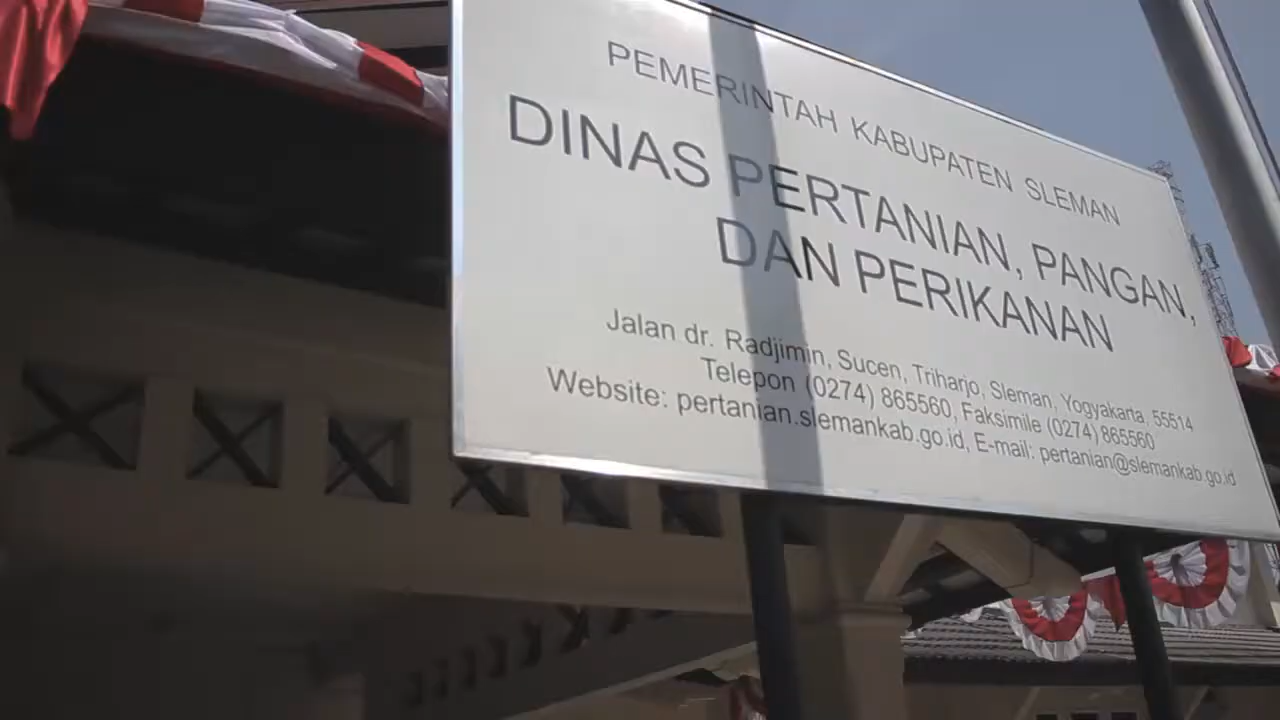 PEMERINTAH KABUPATEN SLEMAN
DINAS PERTANIAN, PANGAN,
DAN PERIKANAN
Jalan dr. Radjimin, Sucen, Triharjo, Sleman, Yogyakarta, 55514
Telepon (0274) 865560, Faksimile (0274) 865560
Website: pertanian.slemankab.go.id, E-mail: pertanian@slemankab.go.id